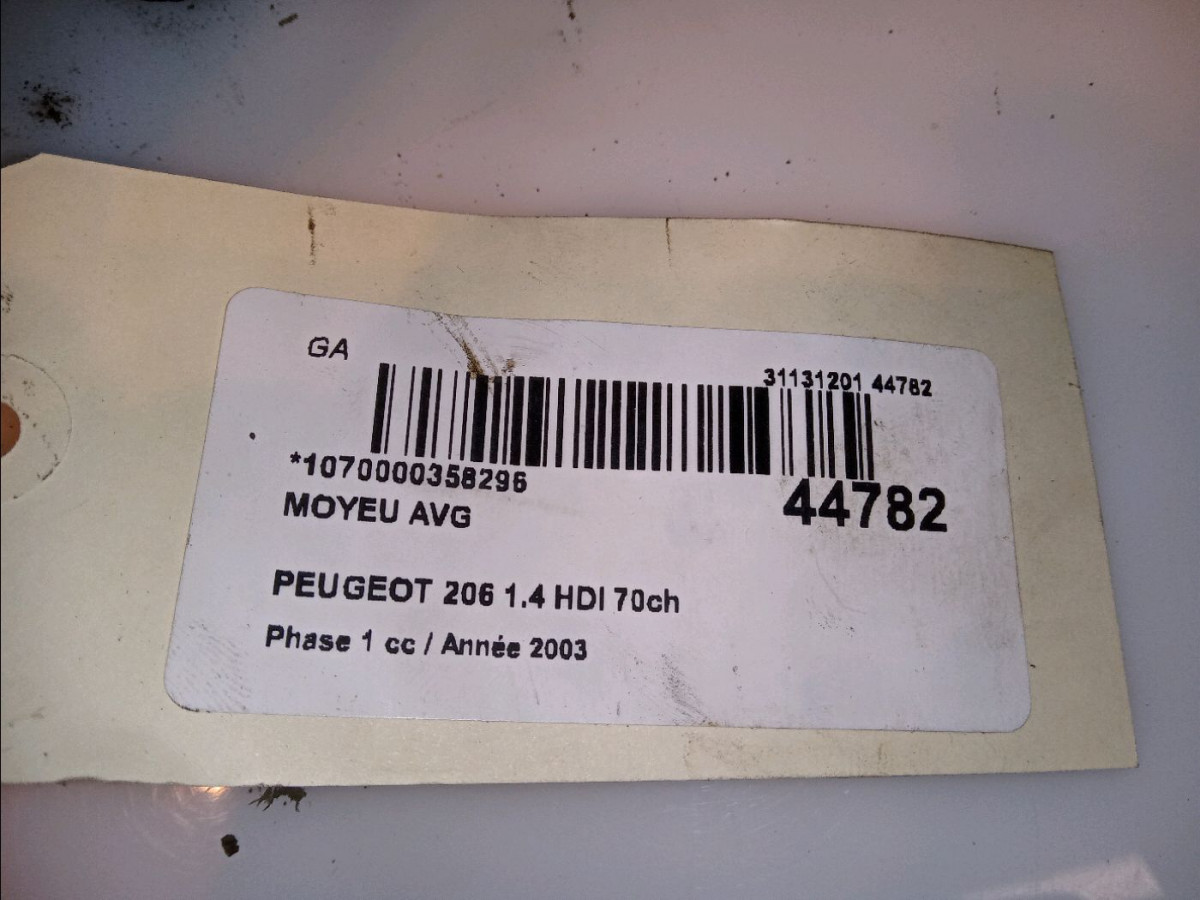 GA
31131201 44782
*1070000358296
44782
MOYEU AVG
PEUGEOT 206 1.4 HDI 70ch
Phase 1 cc / Année 2003